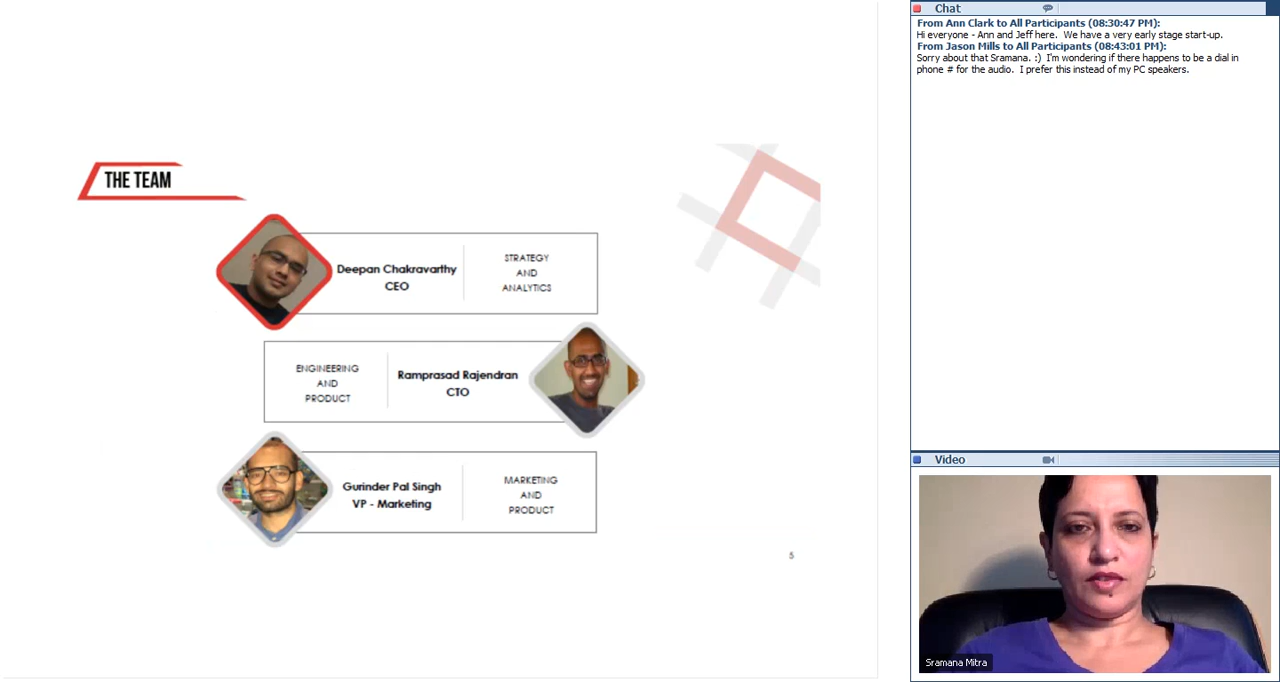 THE TEAM
Deepan Chakravarthy
CEO
STRATEGY
AND
ANALYTICS
ENGINEERING
AND
PRODUCT
Ramprasad Rajendran
CTO
Gurinder Pal Singh
VP - Marketing
MARKETING
AND
PRODUCT
5
Chat
From Ann Clark to All Participants (08:30:47 PM):
Hi everyone - Ann and Jeff here.  We have a very early stage start-up.
From Jason Mills to All Participants (08:43:01 PM):
Sorry about that Sramana. :)  I'm wondering if there happens to be a dial in
phone # for the audio.  I prefer this instead of my PC speakers.
Video
Sramana Mitra